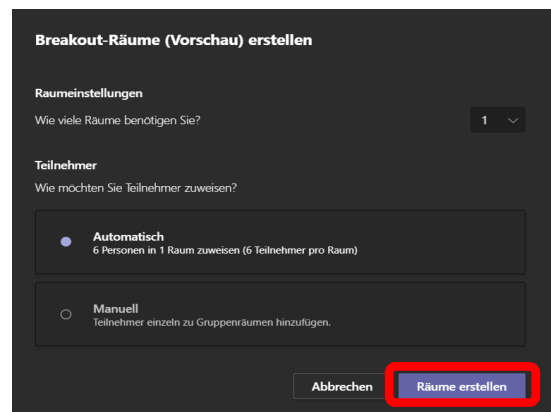 Breakout-Räume (Vorschau) erstellen
Raumeinstellungen
Wie viele Räume benötigen Sie?
1
Teilnehmer
Wie möchten Sie Teilnehmer zuweisen?
Automatisch
6 Personen in 1 Raum zuweisen (6 Teilnehmer pro Raum)
Manuell
Teilnehmer einzeln zu Gruppenräumen hinzufügen.
Abbrechen
Räume erstellen